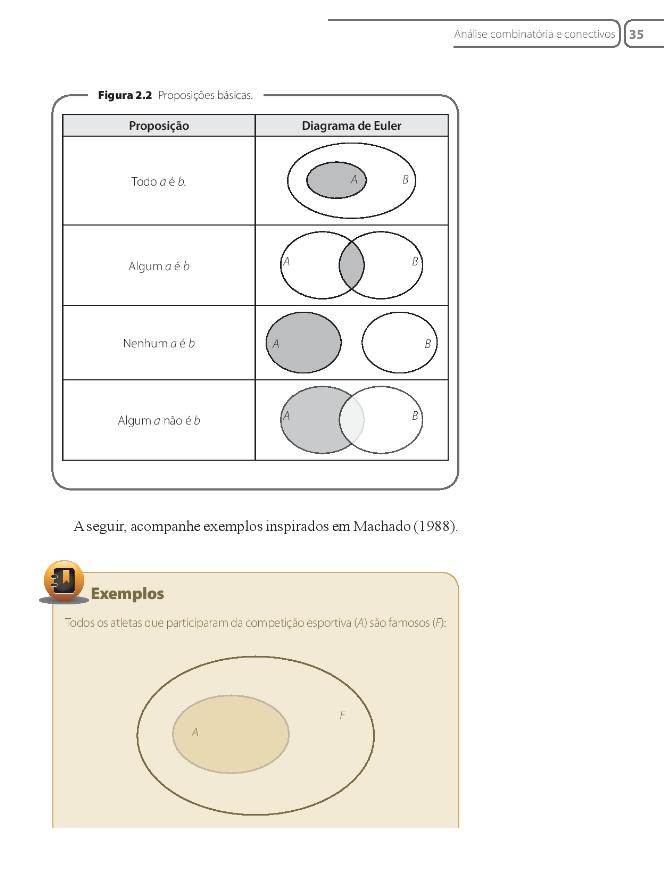 Análise combinatória e conectivos 35
Figura 2.2 Proposições básicas.
Proposição Diagrama de Euler
Todo a é b. A B
Algum a é b A B
Nenhum a é b A B
Algum a não é b A B
A seguir, acompanhe exemplos inspirados em Machado (1988).
Exemplos
Todos os atletas que participaram da competição esportiva (A) são famosos (F):
A F